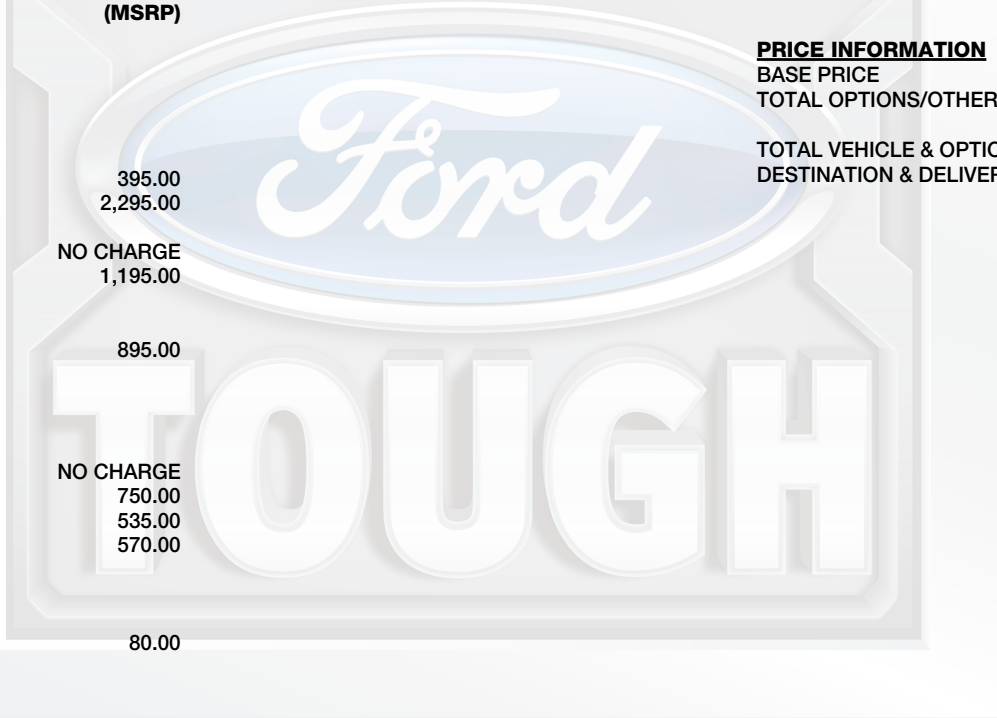 (MSRP)
PRICE INFORMATION
BASE PRICE
TOTAL OPTIONS/OTHER
TOTAL VEHICLE & OPTIO
DESTINATION & DELIVER
395.00
2,295.00
NO CHARGE
1,195.00
895.00
NO CHARGE
750.00
535.00
570.00
80.00
Ford
TOUGH